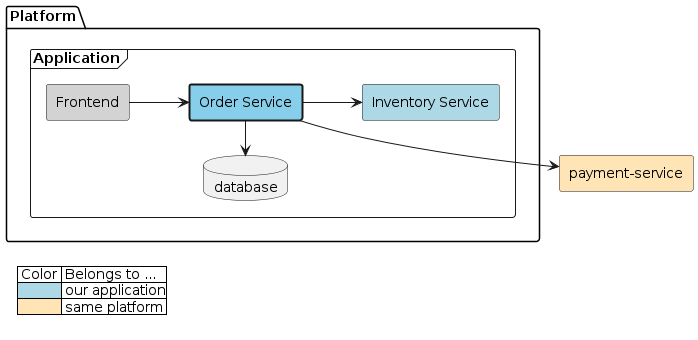 Platform
Application
Frontend
Order Service
Inventory Service
database
payment-service
Color Belongs to ...
our application
same platform